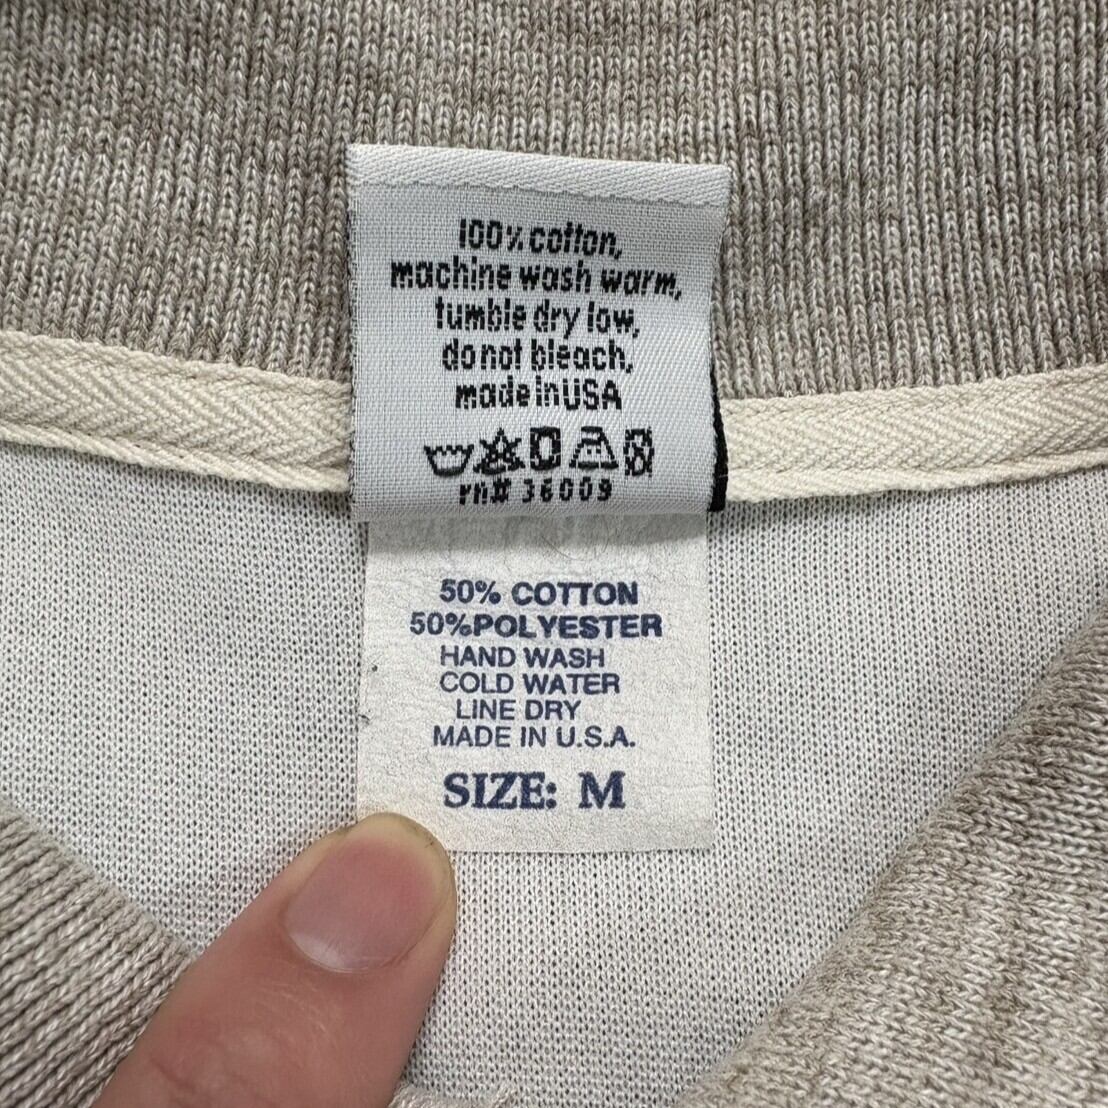 100% cotton,
machine wash warm,
tumble dry low,
do not bleach.
made in USA
rn# 36009
50% COTTON
50%POLYESTER
HAND WASH
COLD WATER
LINE DRY
MADE IN U.S.A.
SIZE: M